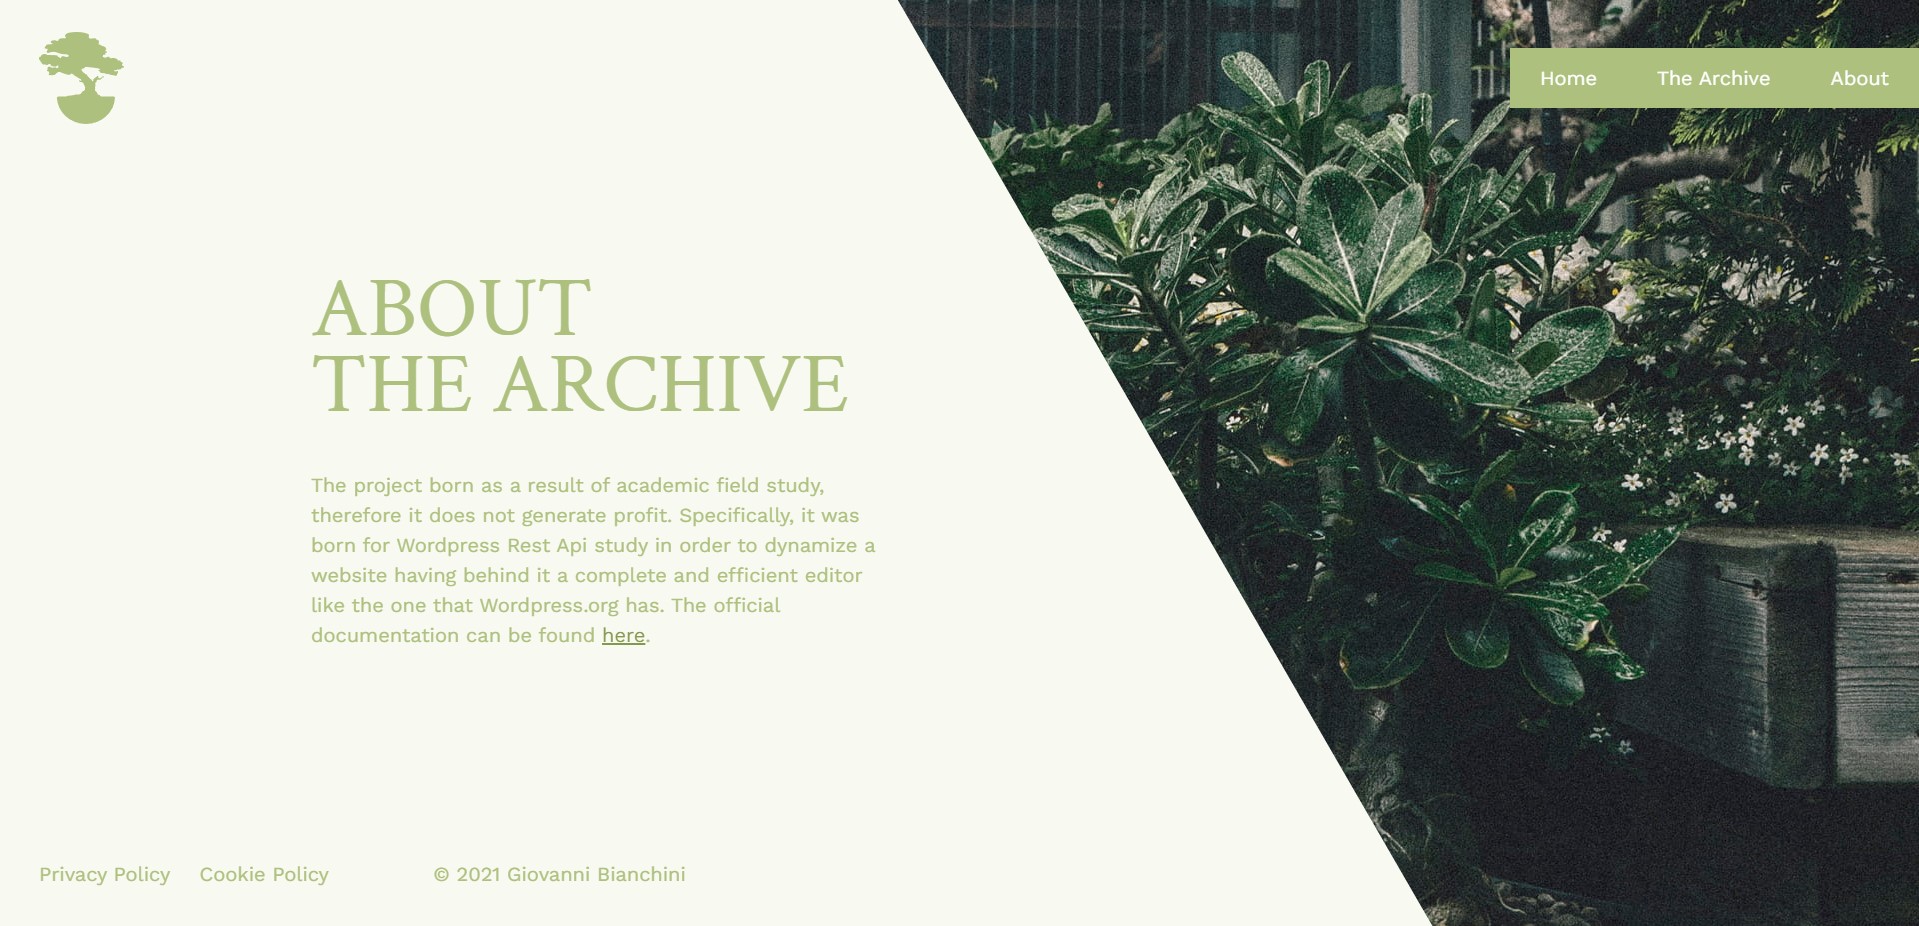 Home
The Archive
About
ABOUT
THE ARCHIVE
The project born as a result of academic field study,
therefore it does not generate profit. Specifically, it was
born for Wordpress Rest Api study in order to dynamize a
website having behind it a complete and efficient editor
like the one that Wordpress.org has. The official
documentation can be found here.
Privacy Policy
Cookie Policy
© 2021 Giovanni Bianchini